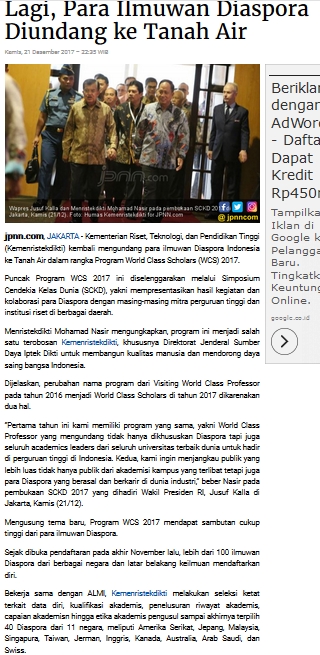 Lagi, Para Ilmuwan Diaspora
Diundang ke Tanah Air
Kamis, 21 Desember 2017 – 22:35 WIB
jpnn.com
Wapres Jusuf Kalla dan Menristekdikti Mohamad Nasir pada pembukaan SCKD 2017 di
Jakarta, Kamis (21/12). Foto: Humas Kemenristekdikti for JPNN.com
jpnncom
jpnn.com, JAKARTA - Kementerian Riset, Teknologi, dan Pendidikan Tinggi
(Kemenristekdikti) kembali mengundang para ilmuwan Diaspora Indonesia
ke Tanah Air dalam rangka Program World Class Scholars (WCS) 2017.
Puncak Program WCS 2017 ini diselenggarakan melalui Simposium
Cendekia Kelas Dunia (SCKD), yakni mempresentasikan hasil kegiatan dan
kolaborasi para Diaspora dengan masing-masing mitra perguruan tinggi dan
institusi riset di berbagai daerah.
Menristekdikti Mohamad Nasir mengungkapkan, program ini menjadi salah
satu terobosan Kemenristekdikti, khususnya Direktorat Jenderal Sumber
Daya Iptek Dikti untuk membangun kualitas manusia dan mendorong daya
saing bangsa Indonesia.
Dijelaskan, perubahan nama program dari Visiting World Class Professor
pada tahun 2016 menjadi World Class Scholars di tahun 2017 dikarenakan
dua hal.
"Pertama tahun ini kami memiliki program yang sama, yakni World Class
Professor yang mengundang tidak hanya dikhususkan Diaspora tapi juga
seluruh academics leaders dari seluruh universitas terbaik dunia untuk hadir
di perguruan tinggi di Indonesia. Kedua, kami ingin menjangkau publik yang
lebih luas tidak hanya publik dari akademisi kampus yang terlibat tetapi juga
para Diaspora yang berasal dan berkarir di dunia industri," beber Nasir pada
pembukaan SCKD 2017 yang dihadiri Wakil Presiden RI, Jusuf Kalla di
Jakarta, Kamis (21/12).
Mengusung tema baru, Program WCS 2017 mendapat sambutan cukup
tinggi dari para ilmuwan Diaspora.
Sejak dibuka pendaftaran pada akhir November lalu, lebih dari 100 ilmuwan
Diaspora dari berbagai negara dan latar belakang keilmuan mendaftarkan
diri.
Bekerja sama dengan ALMI, Kemenristekdikti melakukan seleksi ketat
terkait data diri, kualifikasi akademis, penelusuran riwayat akademis,
capaian akademisn hingga etika akademis pengusul sampai akhirnya terpilih
40 Diaspora dari 11 negara, meliputi Amerika Serikat, Jepang, Malaysia,
Singapura, Taiwan, Jerman, Inggris, Kanada, Australia, Arab Saudi, dan
Swiss.
Beriklan
dengan
AdWor
- Dafta
Dapat
Kredit
Rp450r
Tampilka
Iklan di
Google k
Pelangga
Baru.
Tingkatk
Keuntung
Online.
google.co.id